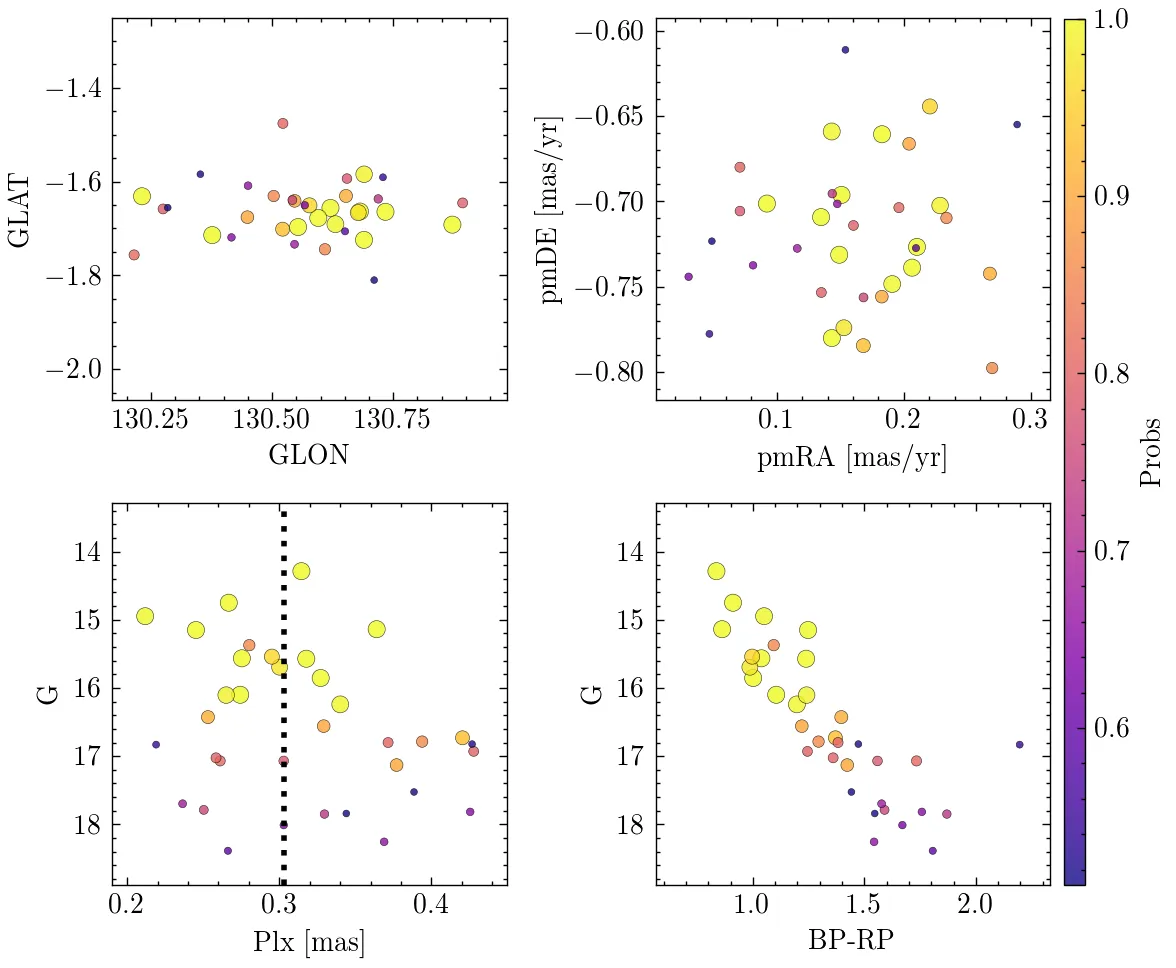 −1.4
−1.6
−1.8
−2.0
GLAT
130.25 130.50 130.75
GLON
−0.60
−0.65
−0.70
−0.75
−0.80
pmDE [mas/yr]
0.1 0.2 0.3
pmRA [mas/yr]
1.0
0.9
0.8
0.7
0.6
Probs
14
15
16
17
18
G
0.2 0.3 0.4
Plx [mas]
14
15
16
17
18
G
1.0 1.5 2.0
BP-RP